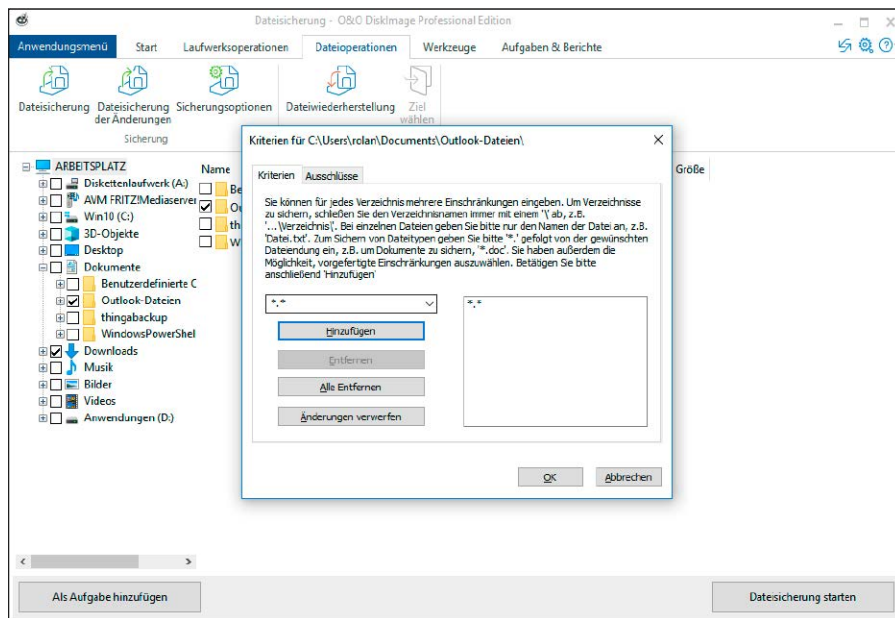 Dateisicherung - O&O DiskImage Professional Edition
Anwendungsmenü Start Laufwerksoperationen Dateioperationen Werkzeuge Aufgaben & Berichte
Dateisicherung Dateisicherung der Änderungen Sicherungsoptionen Dateiwiederherstellung Ziel wählen
Sicherung
ARBEITSPLATZ
Diskettenlaufwerk (A:)
AVM FRITZ!Mediaserver
Win10 (C:)
3D-Objekte
Desktop
Dokumente
Benutzerdefinierte C
Outlook-Dateien
thingabackup
WindowsPowerShel
Downloads
Musik
Bilder
Videos
Anwendungen (D:)
Name Größe
Be
Ou
th
W
Kriterien für C:\Users\rolan\Documents\Outlook-Dateien\
Kriterien Ausschlüsse
Sie können für jedes Verzeichnis mehrere Einschränkungen eingeben. Um Verzeichnisse
zu sichern, schließen Sie den Verzeichnisnamen immer mit einem '\' ab, z.B.
'...\Verzeichnis\'. Bei einzelnen Dateien geben Sie bitte nur den Namen der Datei an, z.B.
'Datei.txt'. Zum Sichern von Dateitypen geben Sie bitte '*.' gefolgt von der gewünschten
Dateiendung ein, z.B. um Dokumente zu sichern, '*.doc'. Sie haben außerdem die
Möglichkeit, vorgefertigte Einschränkungen auszuwählen. Betätigen Sie bitte
anschließend 'Hinzufügen'
*.* *.*
Hinzufügen
Entfernen
Alle Entfernen
Änderungen verwerfen
OK Abbrechen
Als Aufgabe hinzufügen Dateisicherung starten